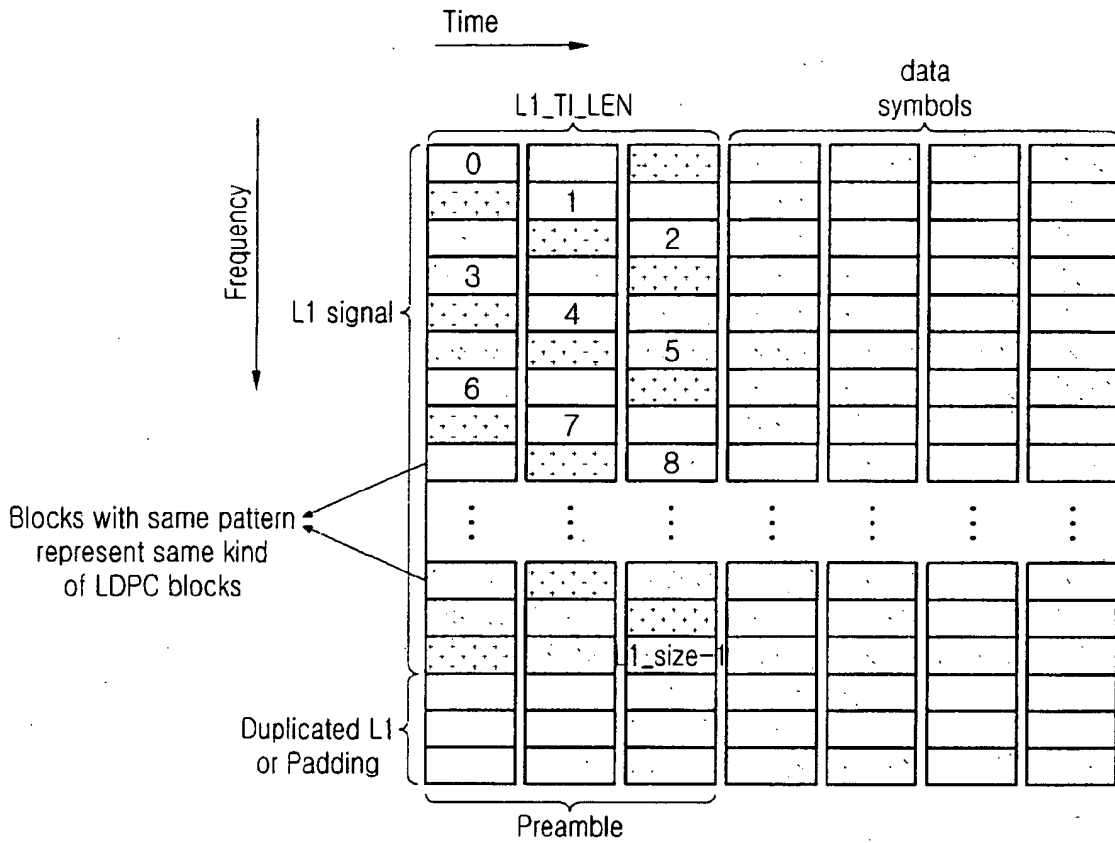 Time
data
symbols
L1_TI_LEN
Frequency
L1 signal
0
1
2
3
4
5
6
7
8
Blocks with same pattern
represent same kind
of LDPC blocks
L1_size-1
Duplicated L1
or Padding
Preamble